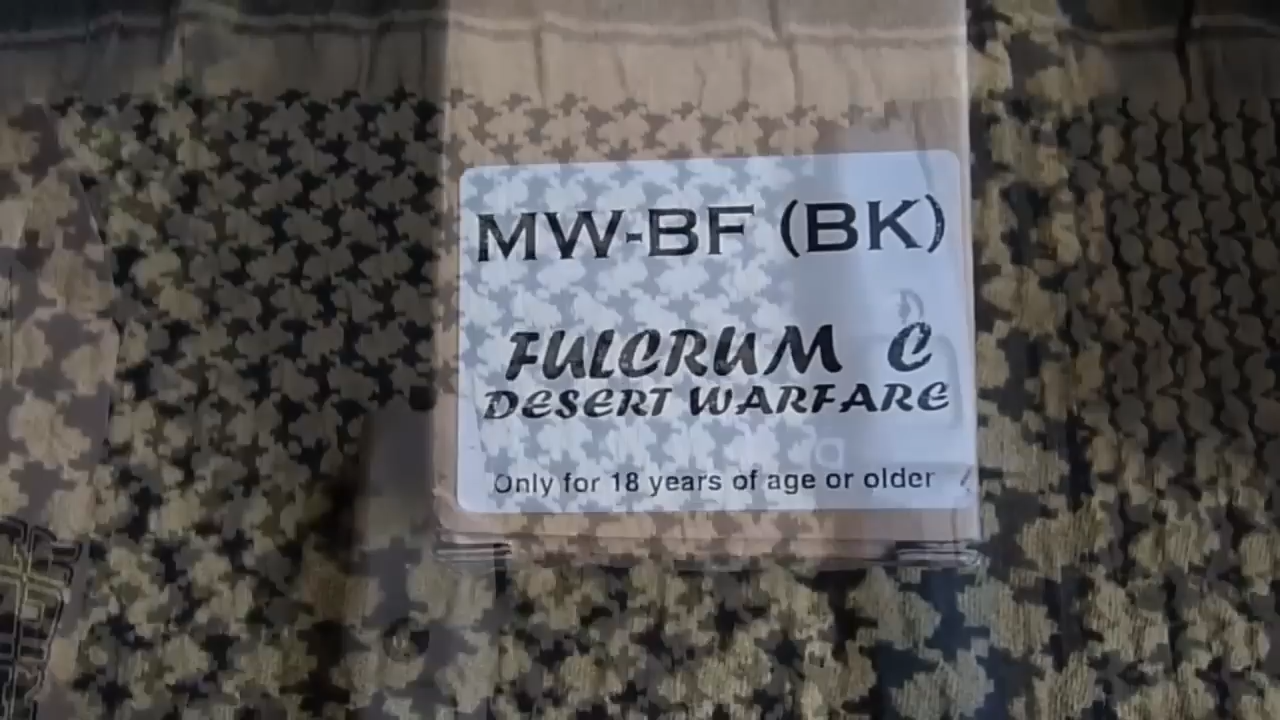 MW-BF (BK)
FULCRUM C
DESERT WARFARE
Only for 18 years of age or older